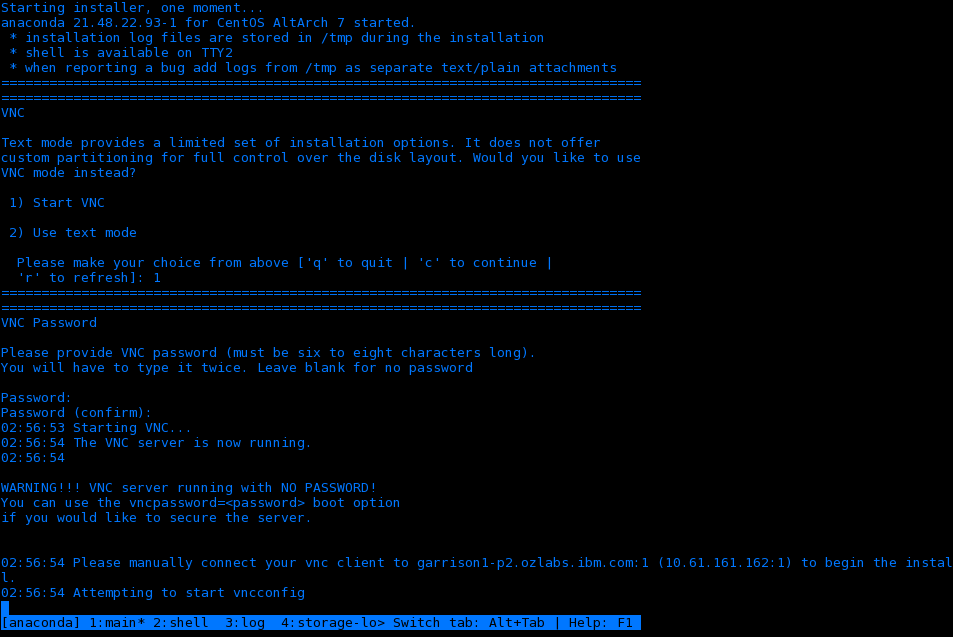 Starting installer, one moment...
anaconda 21.48.22.93-1 for CentOS AltArch 7 started.
 * installation log files are stored in /tmp during the installation
 * shell is available on TTY2
 * when reporting a bug add logs from /tmp as separate text/plain attachments
================================================================================
================================================================================
VNC

Text mode provides a limited set of installation options. It does not offer
custom partitioning for full control over the disk layout. Would you like to use
VNC mode instead?

 1) Start VNC

 2) Use text mode

  Please make your choice from above ['q' to quit | 'c' to continue |
  'r' to refresh]: 1
================================================================================
================================================================================
VNC Password

Please provide VNC password (must be six to eight characters long).
You will have to type it twice. Leave blank for no password

Password:
Password (confirm):
02:56:53 Starting VNC...
02:56:54 The VNC server is now running.
02:56:54

WARNING!!! VNC server running with NO PASSWORD!
You can use the vncpassword=<password> boot option
if you would like to secure the server.


02:56:54 Please manually connect your vnc client to garrison1-p2.ozlabs.ibm.com:1 (10.61.161.162:1) to begin the instal
l.
02:56:54 Attempting to start vncconfig

[anaconda] 1:main* 2:shell  3:log  4:storage-lo> Switch tab: Alt+Tab | Help: F1